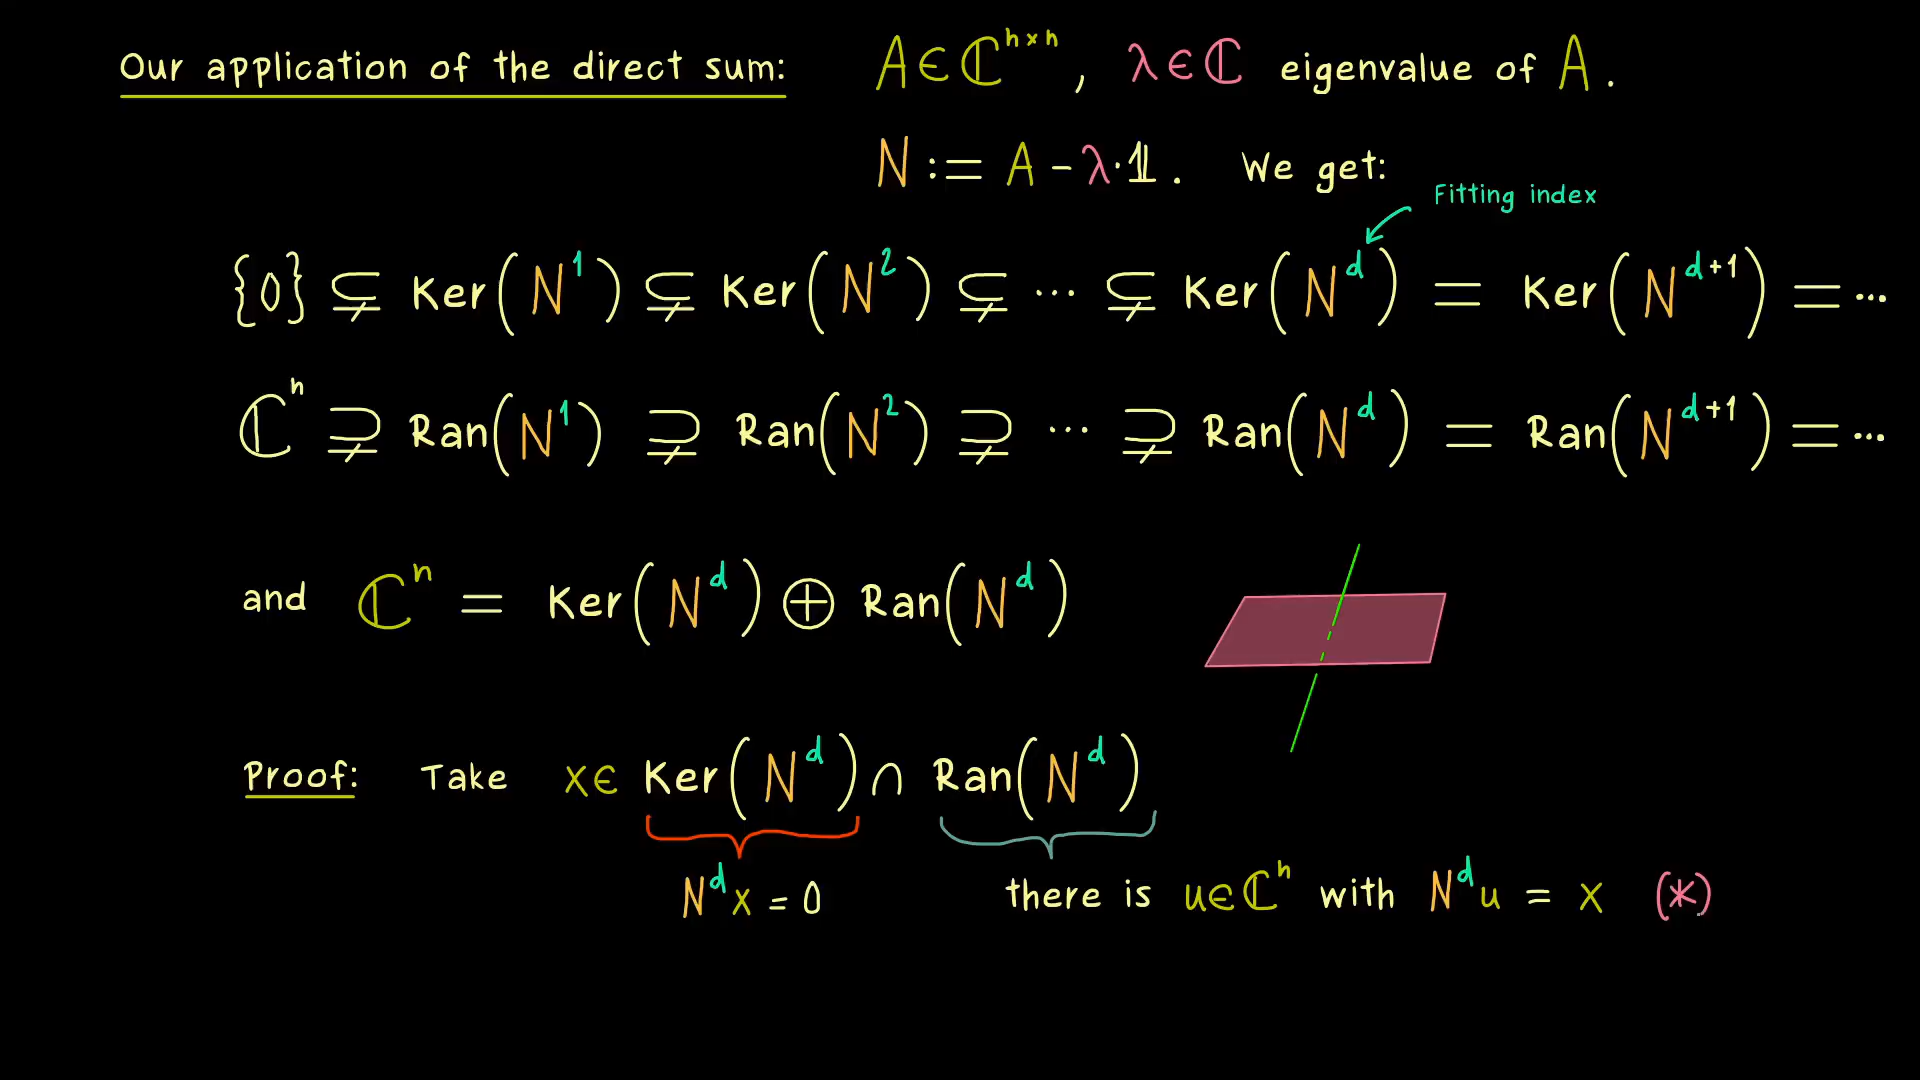 Our application of the direct sum: A ∈ ℂⁿˣⁿ, λ ∈ ℂ eigenvalue of A.
N := A - λ·𝟙. We get:
Fitting index
{0} ⊊ Ker(N¹) ⊊ Ker(N²) ⊊ ··· ⊊ Ker(Nᵈ) = Ker(Nᵈ⁺¹) = ···
ℂⁿ ⊋ Ran(N¹) ⊋ Ran(N²) ⊋ ··· ⊋ Ran(Nᵈ) = Ran(Nᵈ⁺¹) = ···
and ℂⁿ = Ker(Nᵈ) ⊕ Ran(Nᵈ)
Proof: Take x ∈ Ker(Nᵈ) ∩ Ran(Nᵈ)
Nᵈx = 0 there is u ∈ ℂⁿ with Nᵈu = x (*)